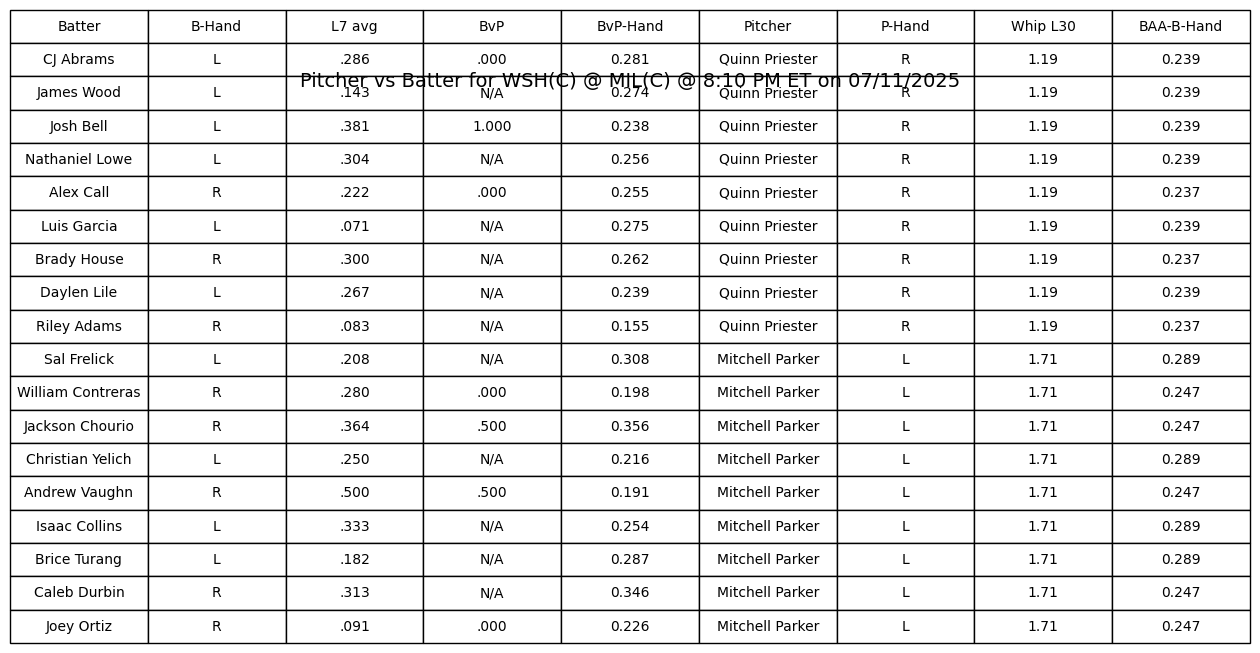 Batter B-Hand L7 avg BvP BvP-Hand Pitcher P-Hand Whip L30 BAA-B-Hand
CJ Abrams L .286 .000 0.281 Quinn Priester R 1.19 0.239
Pitcher vs Batter for WSH(C) @ MIL(C) @ 8:10 PM ET on 07/11/2025
James Wood L .143 N/A 0.274 Quinn Priester R 1.19 0.239
Josh Bell L .381 1.000 0.238 Quinn Priester R 1.19 0.239
Nathaniel Lowe L .304 N/A 0.256 Quinn Priester R 1.19 0.239
Alex Call R .222 .000 0.255 Quinn Priester R 1.19 0.237
Luis Garcia L .071 N/A 0.275 Quinn Priester R 1.19 0.239
Brady House R .300 N/A 0.262 Quinn Priester R 1.19 0.237
Daylen Lile L .267 N/A 0.239 Quinn Priester R 1.19 0.239
Riley Adams R .083 N/A 0.155 Quinn Priester R 1.19 0.237
Sal Frelick L .208 N/A 0.308 Mitchell Parker L 1.71 0.289
William Contreras R .280 .000 0.198 Mitchell Parker L 1.71 0.247
Jackson Chourio R .364 .500 0.356 Mitchell Parker L 1.71 0.247
Christian Yelich L .250 N/A 0.216 Mitchell Parker L 1.71 0.289
Andrew Vaughn R .500 .500 0.191 Mitchell Parker L 1.71 0.247
Isaac Collins L .333 N/A 0.254 Mitchell Parker L 1.71 0.289
Brice Turang L .182 N/A 0.287 Mitchell Parker L 1.71 0.289
Caleb Durbin R .313 N/A 0.346 Mitchell Parker L 1.71 0.247
Joey Ortiz R .091 .000 0.226 Mitchell Parker L 1.71 0.247